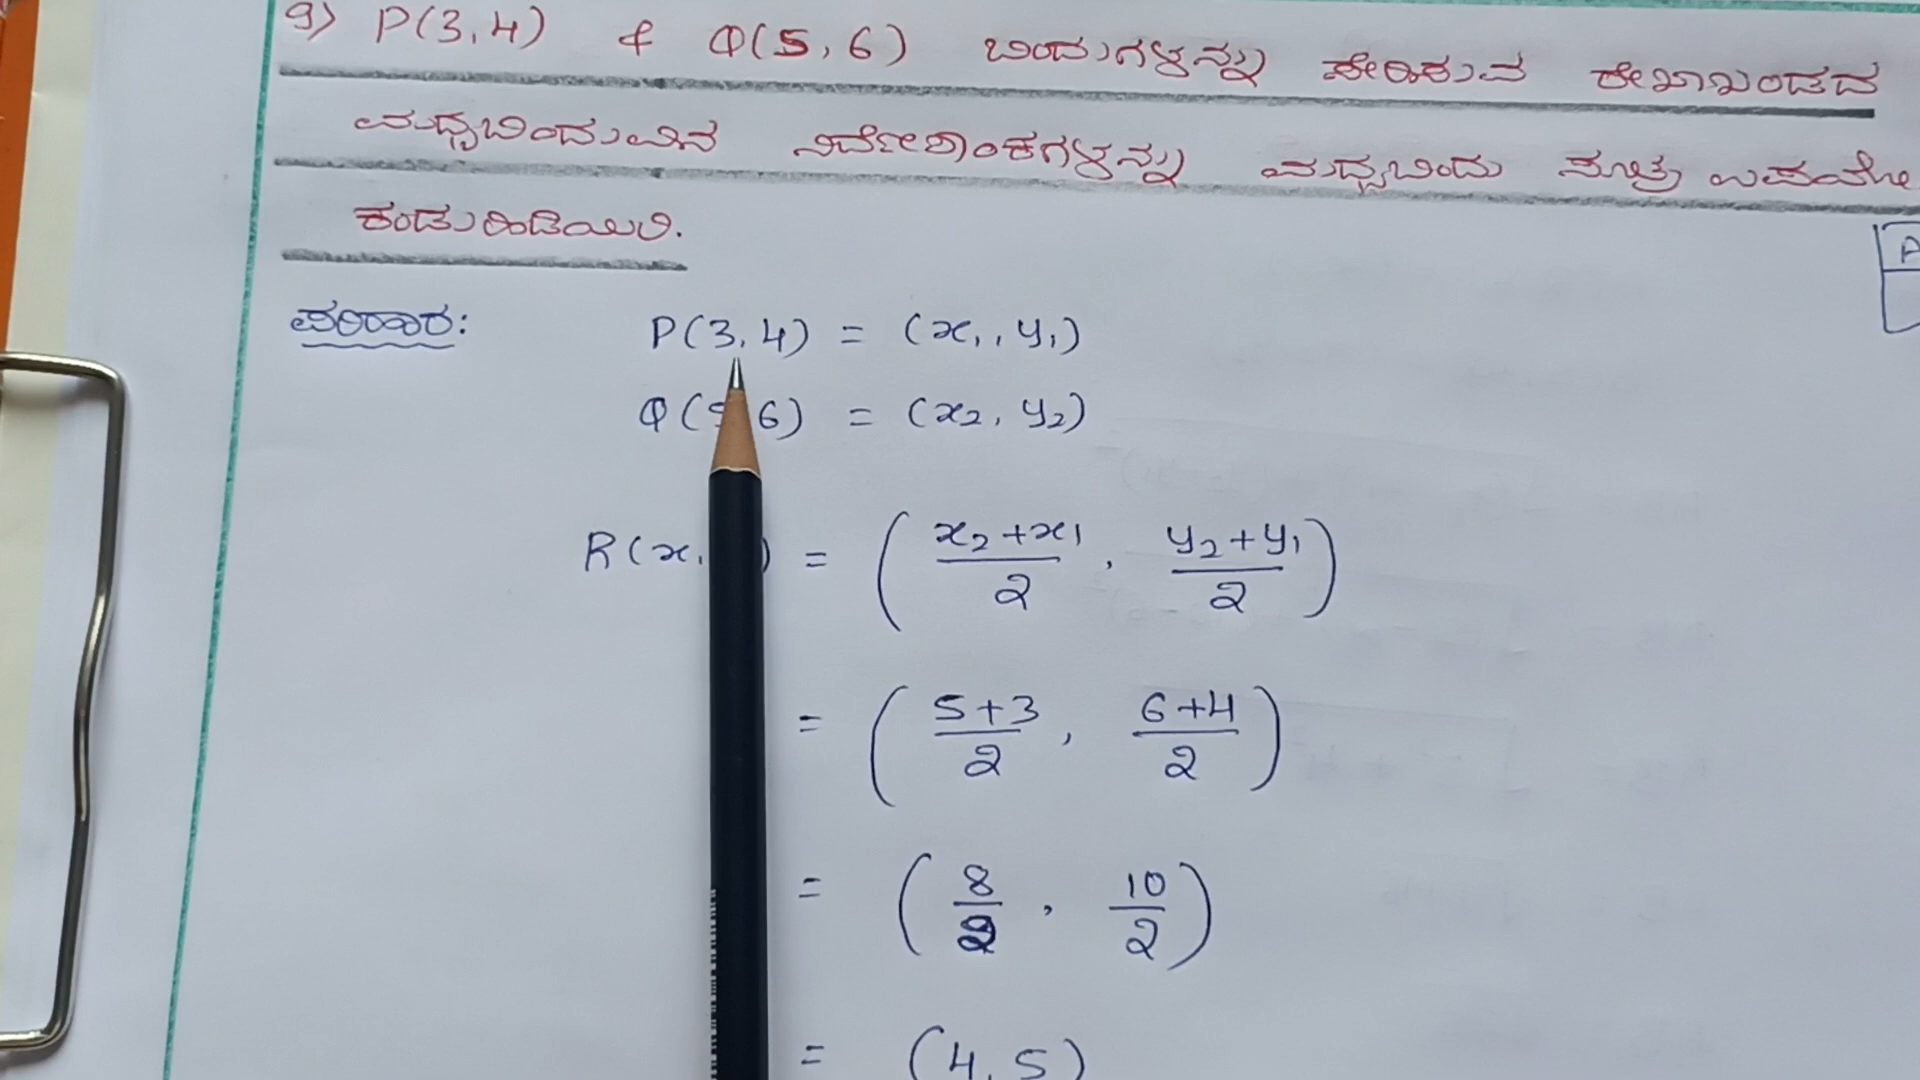 9) P(3,4) & Q(5,6) ಬಿಂದುಗಳನ್ನು ಸೇರಿಸುವ ರೇಖಾಖಂಡದ
ಮಧ್ಯಬಿಂದುವಿನ ನಿರ್ದೇಶಾಂಕಗಳನ್ನು ಮಧ್ಯಬಿಂದು ಸೂತ್ರ
ಕಂಡುಹಿಡಿಯಿರಿ.
ಪರಿಹಾರ: P(3,4) = (x₁, y₁)
Q(5 6) = (x₂, y₂)
R(x, ) = ( (x₂+x₁)/2 , (y₂+y₁)/2 )
= ( (5+3)/2 , (6+4)/2 )
= ( 8/2 , 10/2 )
= (4,5)